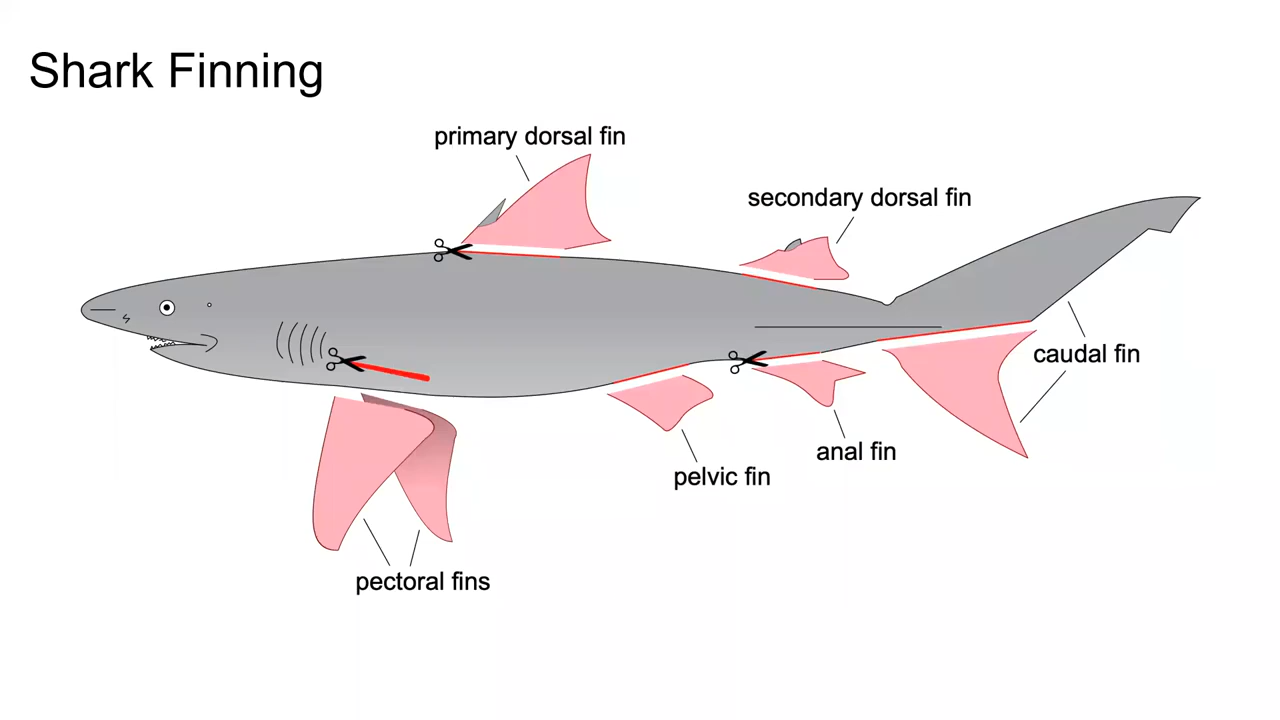 Shark Finning
primary dorsal fin
secondary dorsal fin
caudal fin
anal fin
pelvic fin
pectoral fins